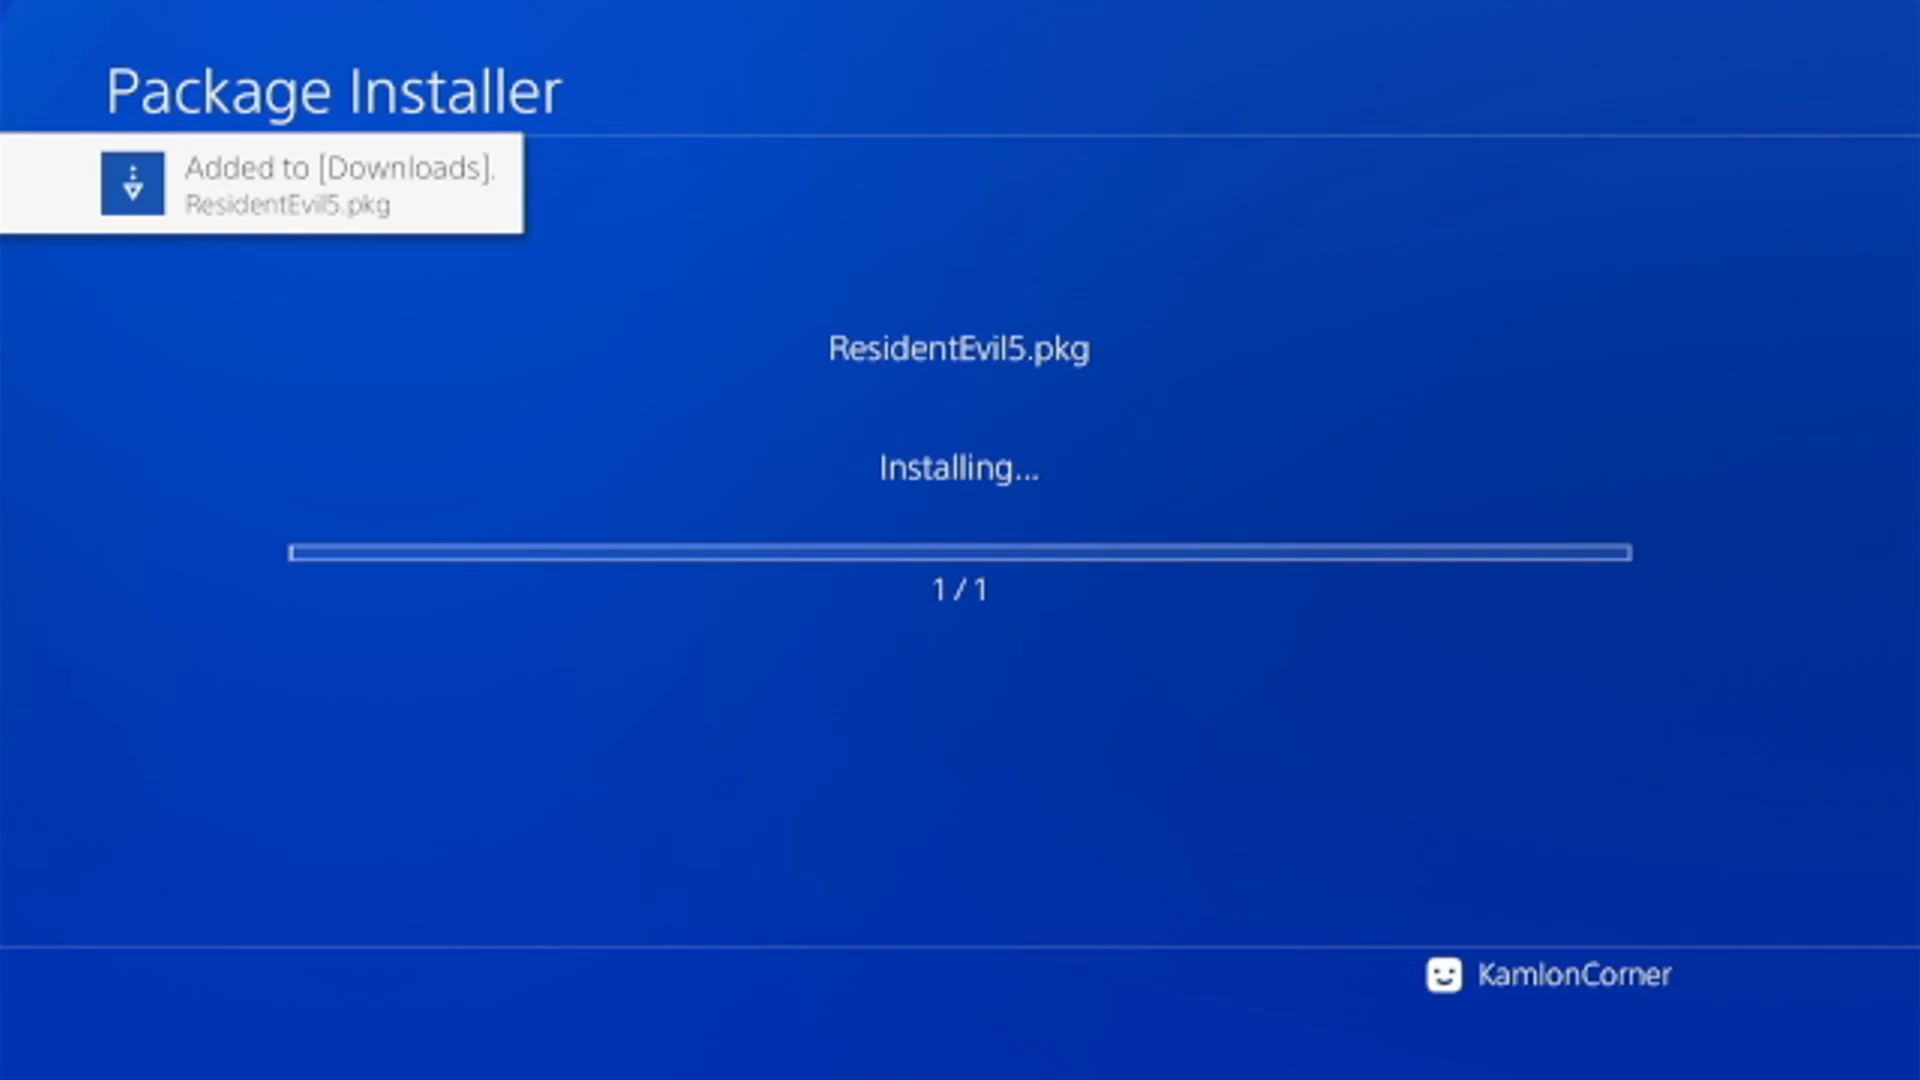 Package Installer
Added to [Downloads].
ResidentEvil5.pkg
ResidentEvil5.pkg
Installing...
1 / 1
KamlonCorner